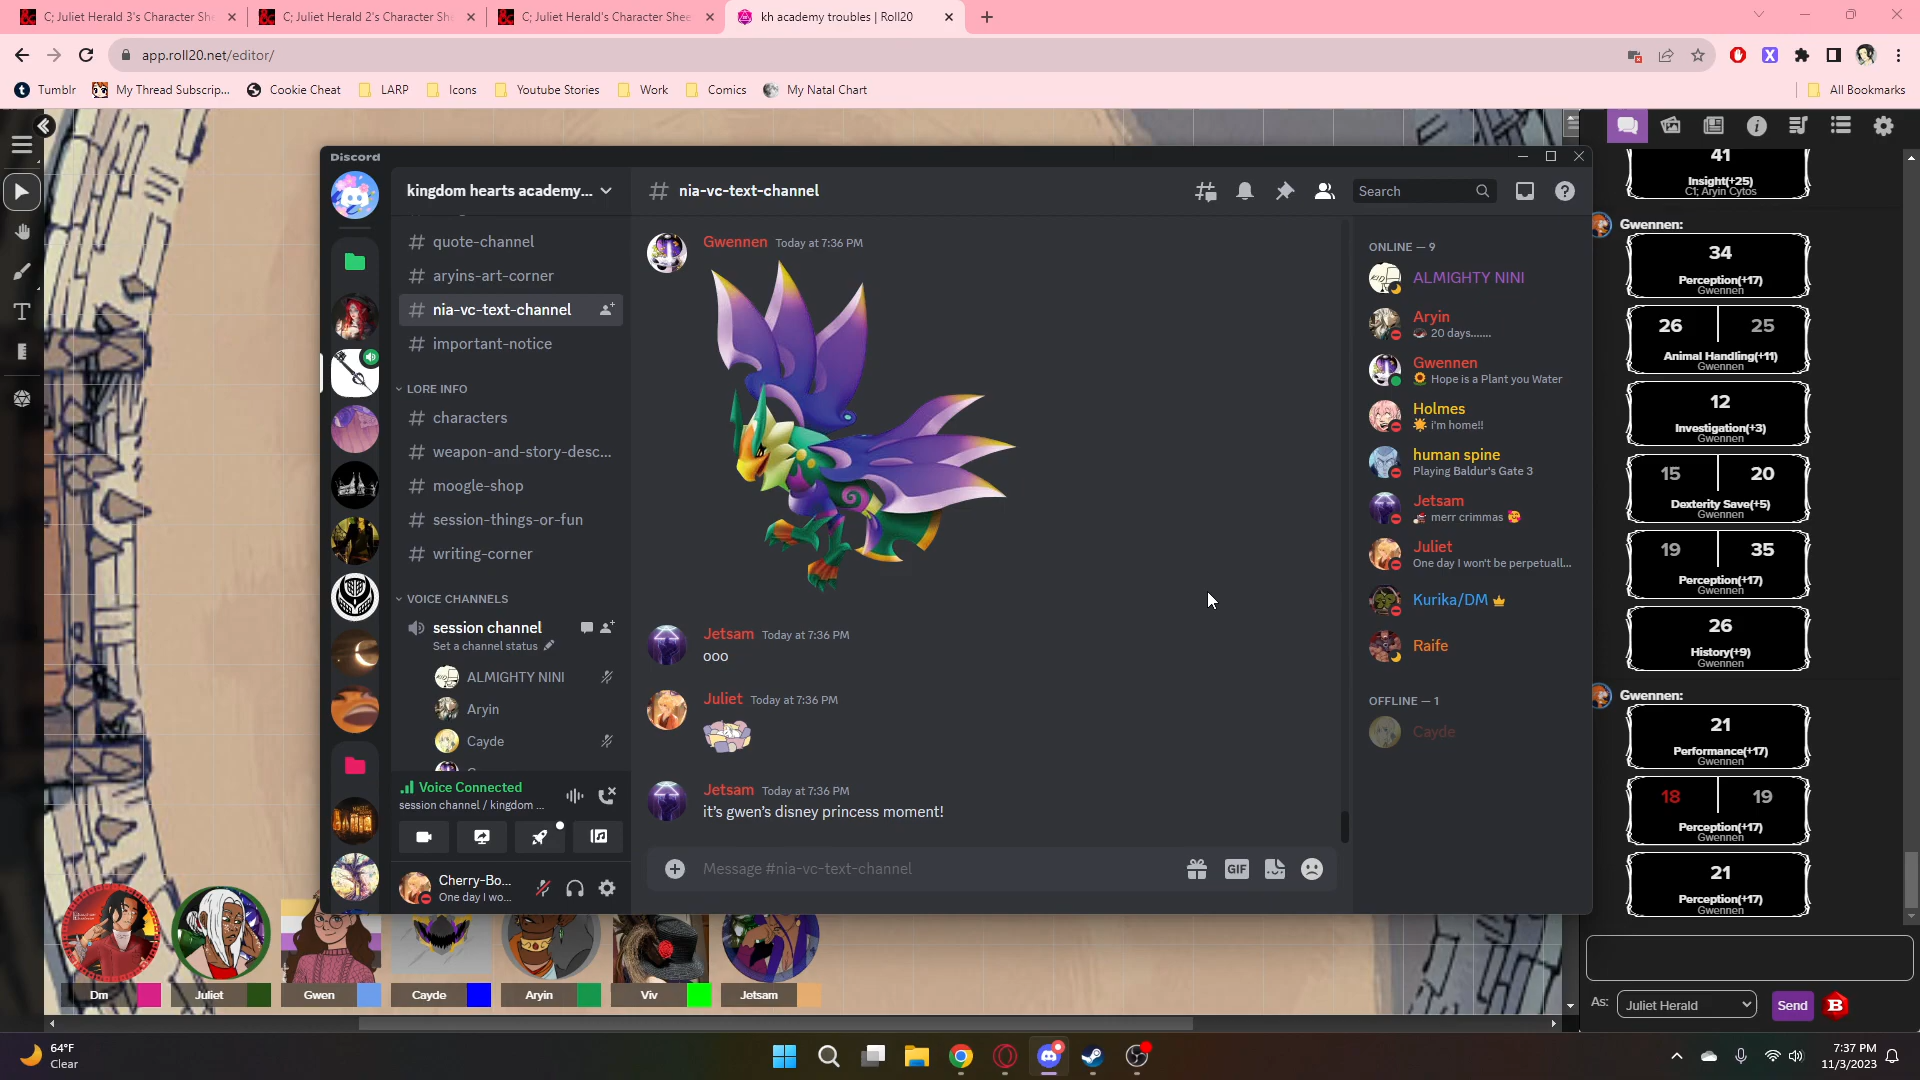 C; Juliet Herald 3's Character She
C; Juliet Herald 2's Character She
C; Juliet Herald's Character Shee
kh academy troubles | Roll20
app.roll20.net/editor/
Tumblr
My Thread Subscrip...
Cookie Cheat
LARP
Icons
Youtube Stories
Work
Comics
My Natal Chart
All Bookmarks
Discord
kingdom hearts academy...
nia-vc-text-channel
Search
quote-channel
aryins-art-corner
nia-vc-text-channel
important-notice
LORE INFO
characters
weapon-and-story-desc...
moogle-shop
session-things-or-fun
writing-corner
VOICE CHANNELS
session channel
Set a channel status
ALMIGHTY NINI
Aryin
Cayde
Voice Connected
session channel / kingdom ...
Cherry-Bo...
One day I wo...
Gwennen Today at 7:36 PM
Jetsam Today at 7:36 PM
ooo
Juliet Today at 7:36 PM
Jetsam Today at 7:36 PM
it's gwen's disney princess moment!
Message #nia-vc-text-channel
GIF
ONLINE — 9
ALMIGHTY NINI
Aryin
20 days.......
Gwennen
Hope is a Plant you Water
Holmes
i'm home!!
human spine
Playing Baldur's Gate 3
Jetsam
merr crimmas
Juliet
One day I won't be perpetuall...
Kurika/DM
Raife
OFFLINE — 1
Cayde
41
Insight(+25)
C1; Aryin Cytos
Gwennen:
34
Perception(+17)
Gwennen
26 25
Animal Handling(+11)
Gwennen
12
Investigation(+3)
Gwennen
15 20
Dexterity Save(+5)
Gwennen
19 35
Perception(+17)
Gwennen
26
History(+9)
Gwennen
Gwennen:
21
Performance(+17)
Gwennen
18 19
Perception(+17)
Gwennen
21
Perception(+17)
Gwennen
As:
Juliet Herald
Send
B
Dm
Juliet
Gwen
Cayde
Aryin
Viv
Jetsam
64°F
Clear
7:37 PM
11/3/2023